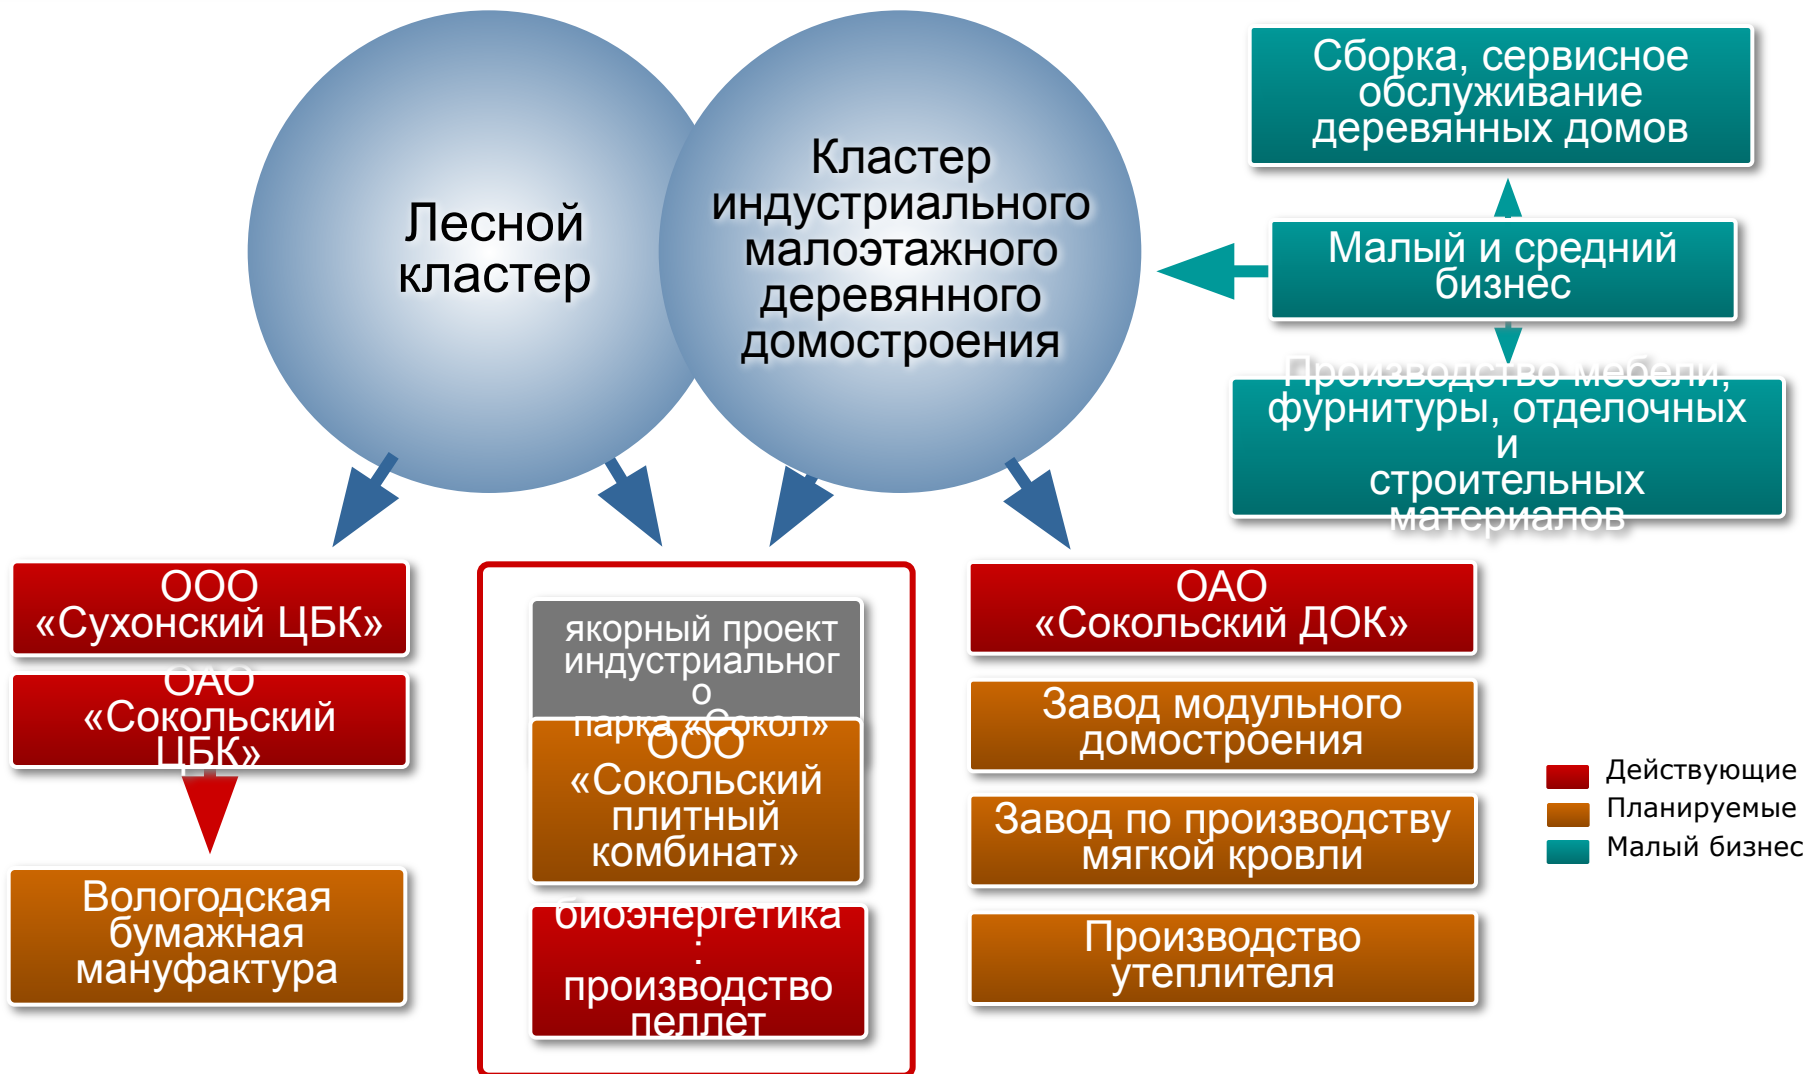 Лесной
кластер
Кластер
индустриального
малоэтажного
деревянного
домостроения
Сборка, сервисное
обслуживание
деревянных домов
Малый и средний
бизнес
Производство мебели,
фурнитуры, отделочных
и
строительных
материалов
ООО
«Сухонский ЦБК»
ОАО
«Сокольский
ЦБК»
Вологодская
бумажная
мануфактура
якорный проект
индустриальног
о
парка «Сокол»
ООО
«Сокольский
плитный
комбинат»
биоэнергетика
:
производство
пеллет
ОАО
«Сокольский ДОК»
Завод модульного
домостроения
Завод по производству
мягкой кровли
Производство
утеплителя
Действующие
Планируемые
Малый бизнес